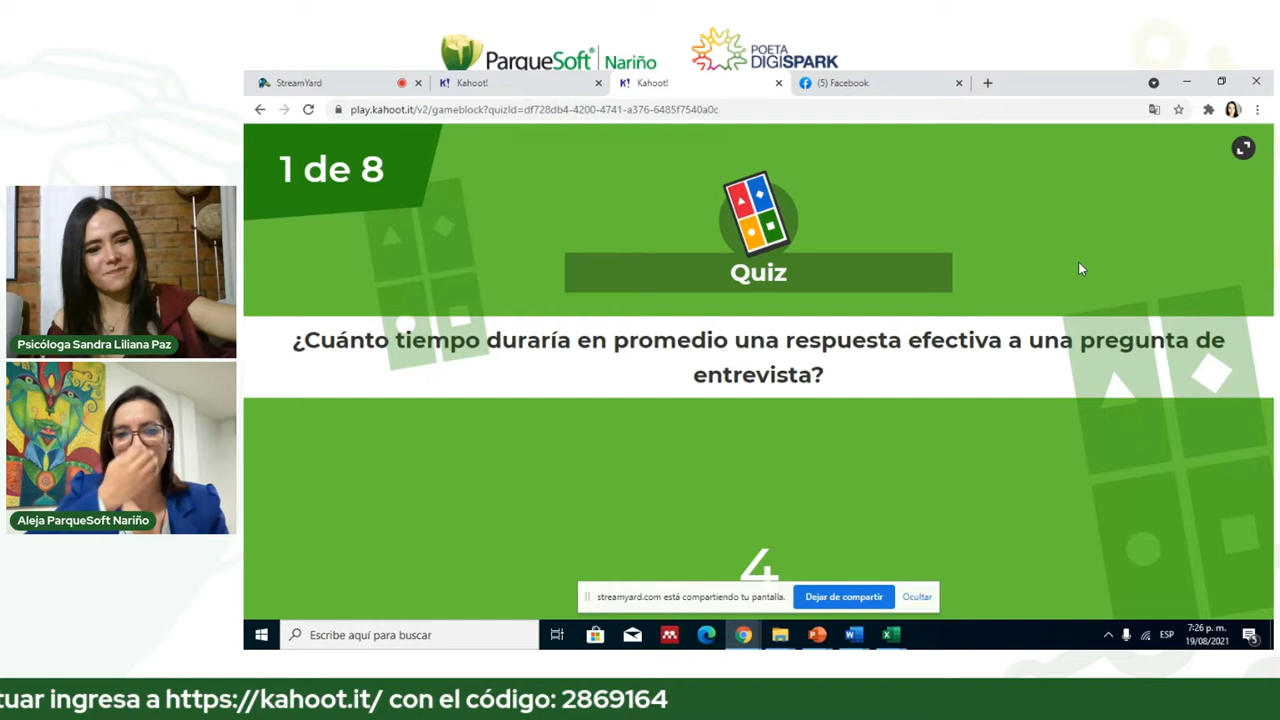 ParqueSoft Nariño
POETA
DIGISPARK
StreamYard
Kahoot!
Kahoot!
(5) Facebook
play.kahoot.it/v2/gameblock?quizId=df728db4-4200-4741-a376-6485f7540a0c
1 de 8
Quiz
¿Cuánto tiempo duraría en promedio una respuesta efectiva a una pregunta de
entrevista?
4
Psicóloga Sandra Liliana Paz
Aleja ParqueSoft Nariño
streamyard.com está compartiendo tu pantalla.
Dejar de compartir
Ocultar
Escribe aquí para buscar
ESP
7:26 p. m.
19/08/2021
5
tuar ingresa a https://kahoot.it/ con el código: 2869164